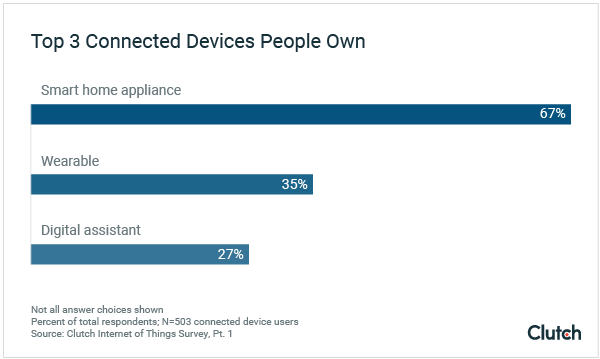 Top 3 Connected Devices People Own
Smart home appliance
67%
Wearable
35%
Digital assistant
27%
Not all answer choices shown
Percent of total respondents; N=503 connected device users
Source: Clutch Internet of Things Survey, Pt. 1
Clutch